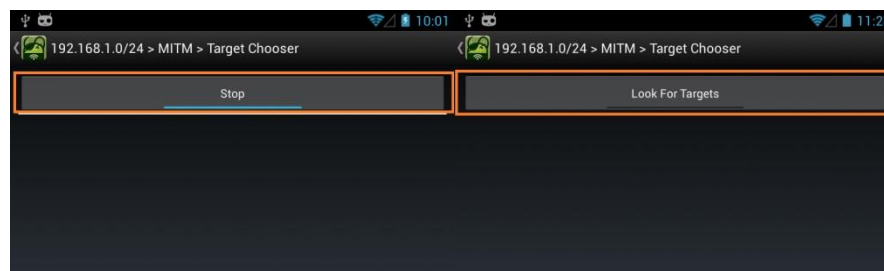 10:01
192.168.1.0/24 > MITM > Target Chooser
Stop
11:2
192.168.1.0/24 > MITM > Target Chooser
Look For Targets